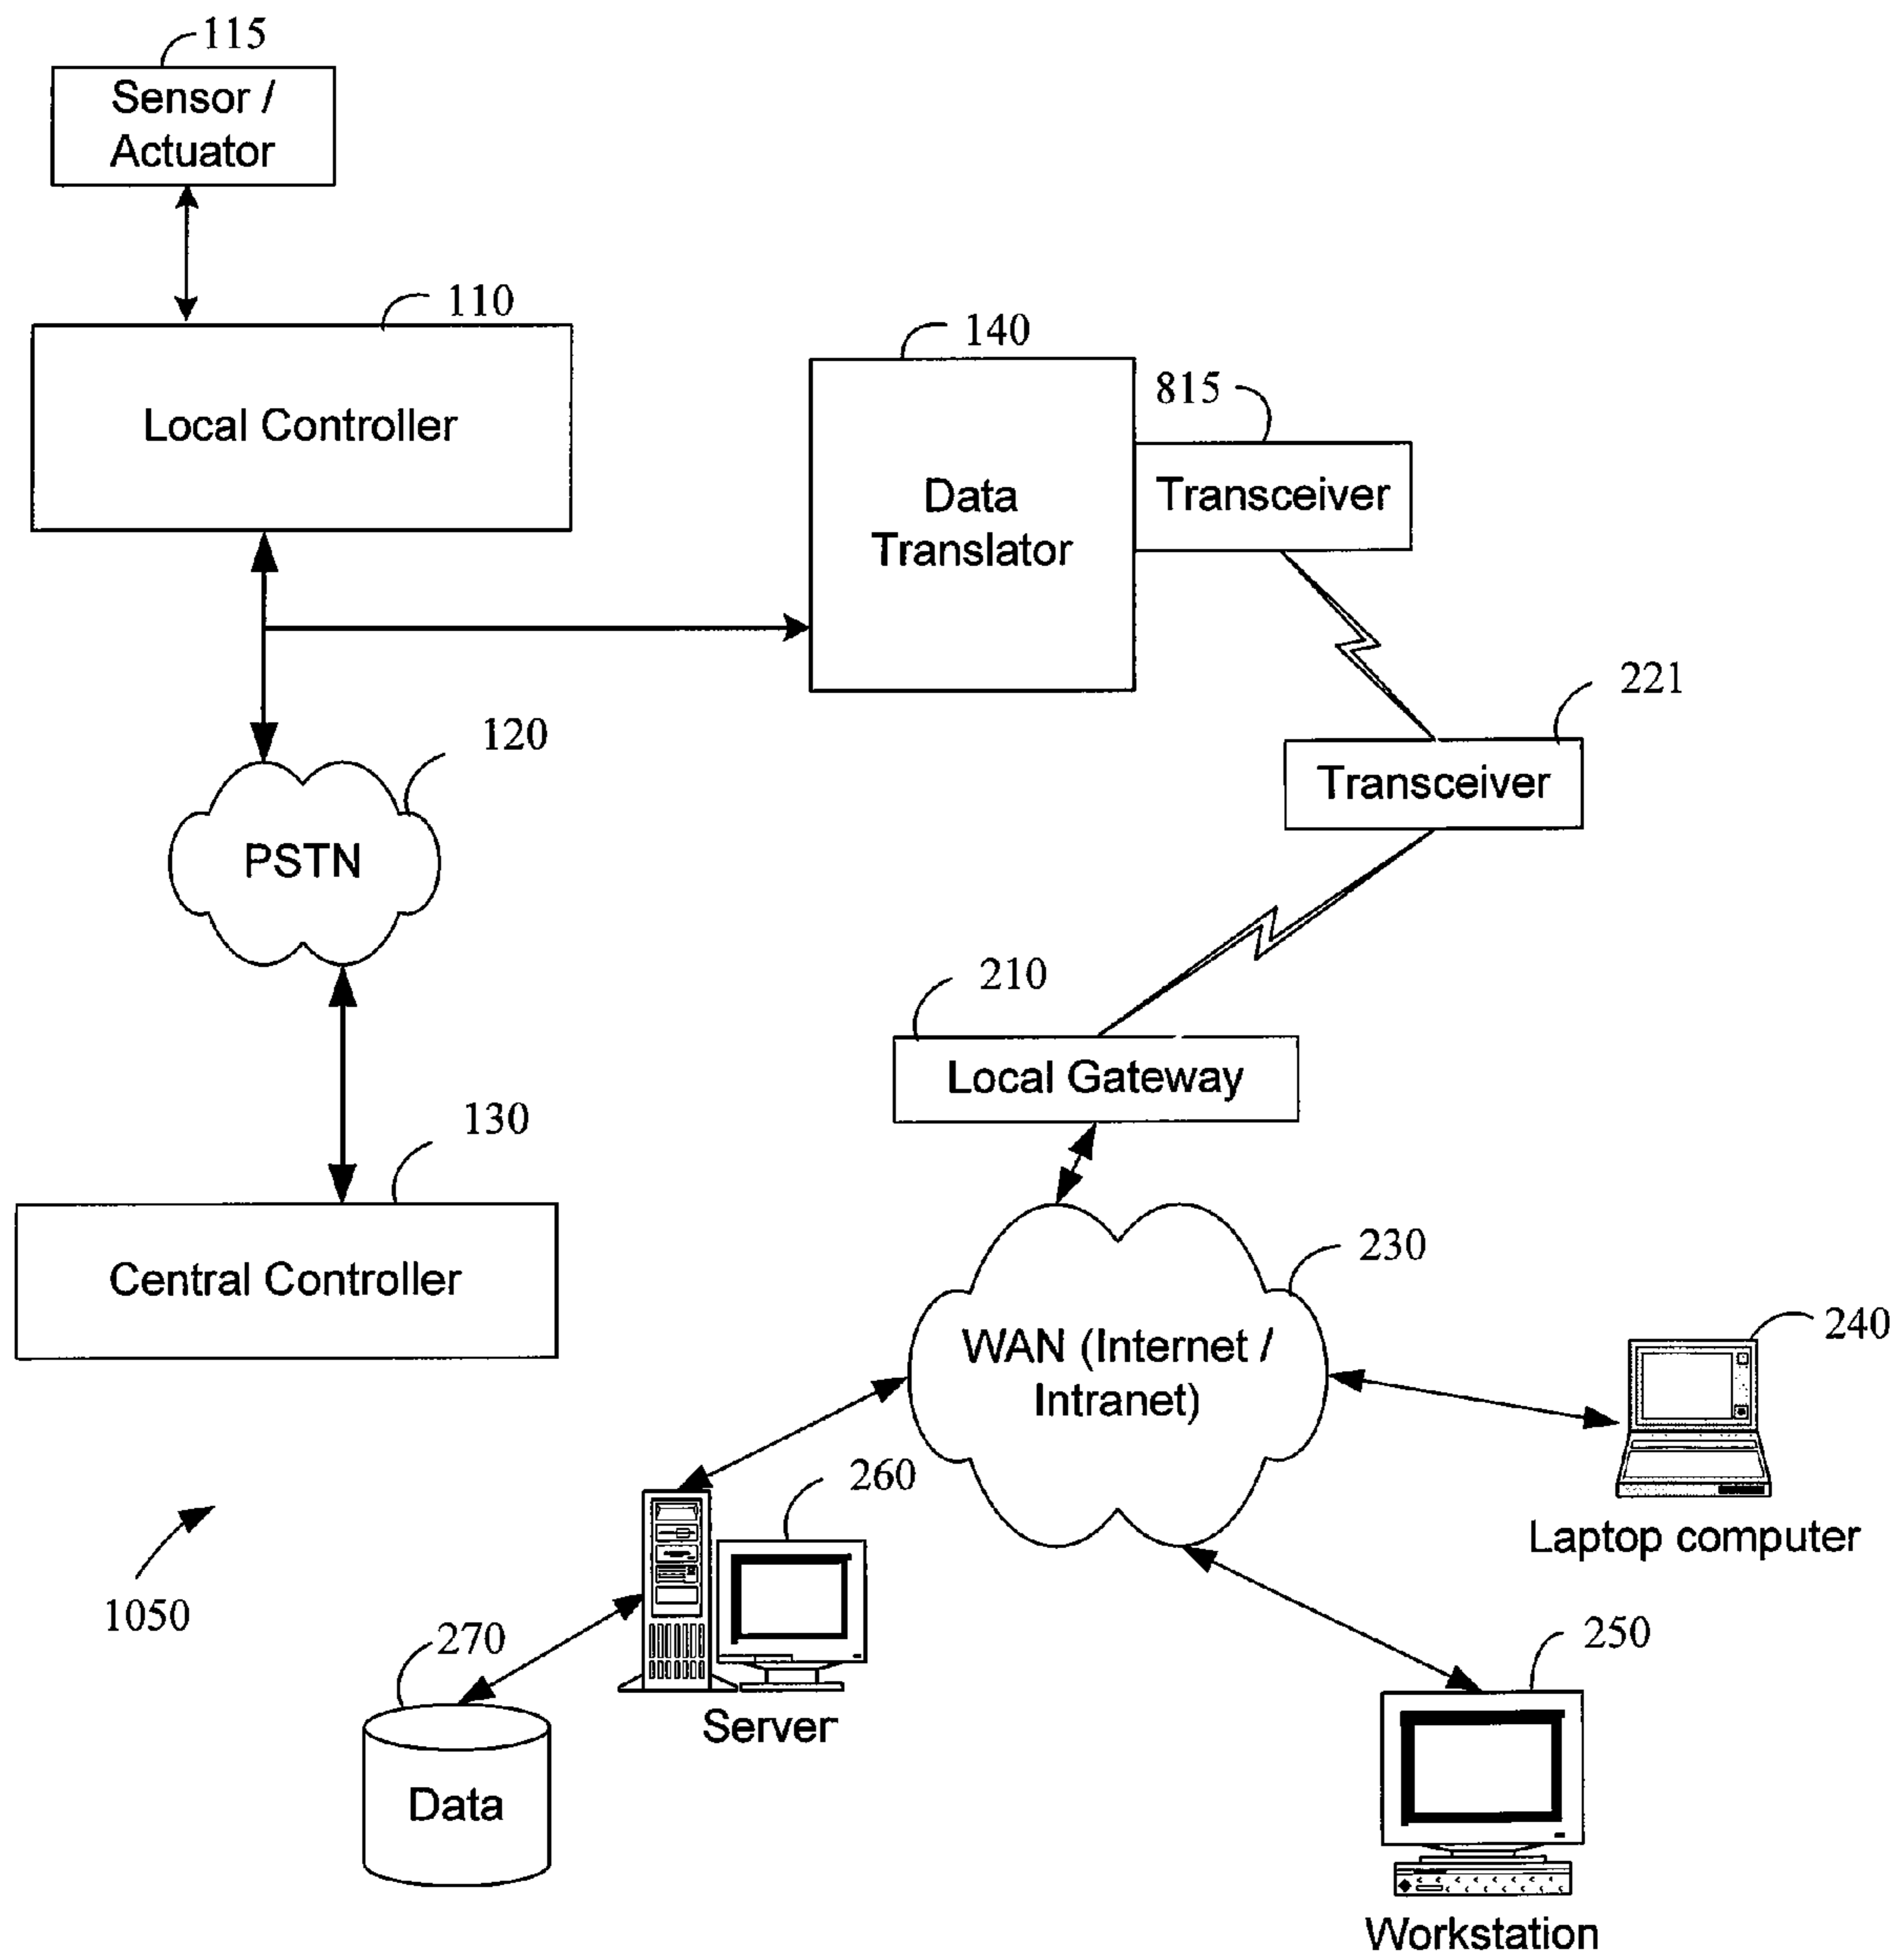 115
Sensor /
Actuator
110
Local Controller
140
Data
Translator
815
Transceiver
221
Transceiver
120
PSTN
210
Local Gateway
130
Central Controller
230
WAN (Internet /
Intranet)
240
Laptop computer
260
Server
1050
270
Data
250
Workstation